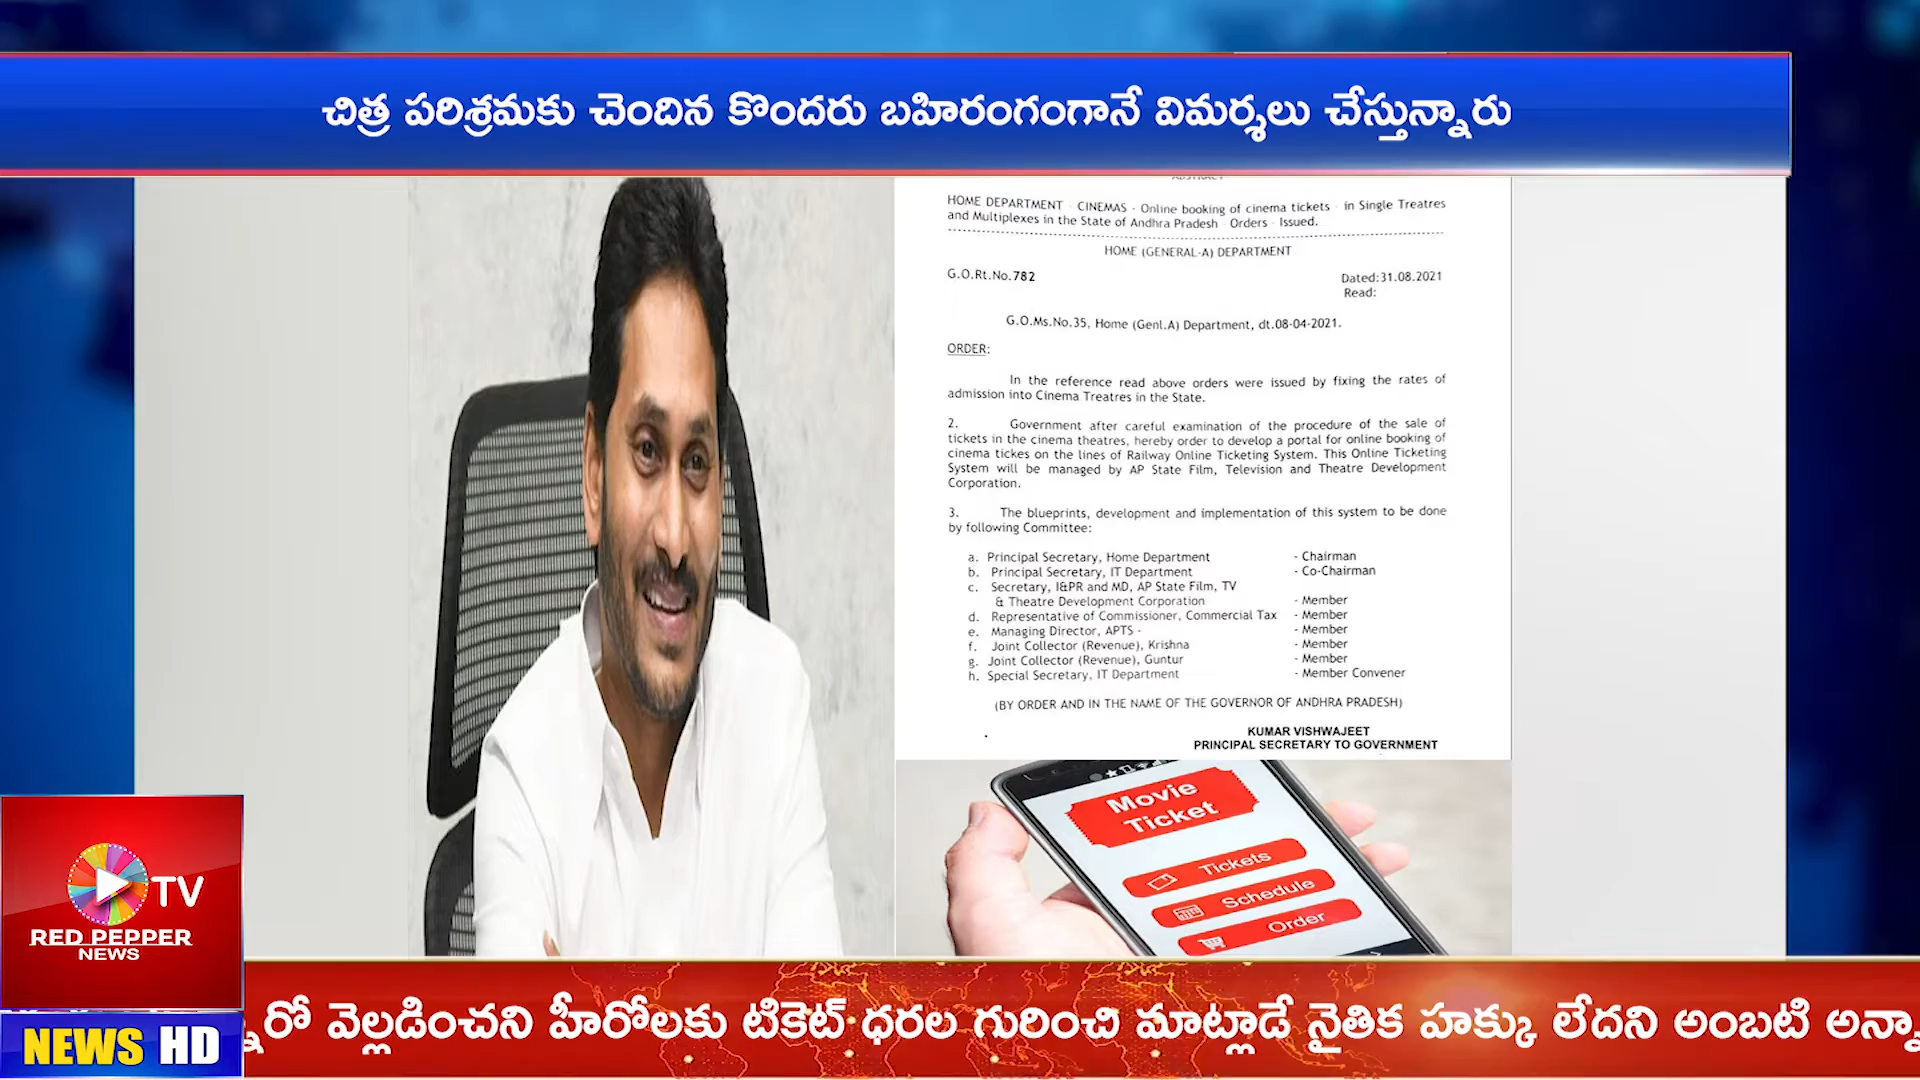 చిత్ర పరిశ్రమకు చెందిన కొందరు బహిరంగంగానే విమర్శలు చేస్తున్నారు
ABSTRACT
HOME DEPARTMENT - CINEMAS - Online booking of cinema tickets - in Single Treatres
and Multiplexes in the State of Andhra Pradesh - Orders - Issued.
HOME (GENERAL-A) DEPARTMENT
G.O.Rt.No.782
Dated:31.08.2021
Read:
G.O.Ms.No.35, Home (Genl.A) Department, dt.08-04-2021.
ORDER:
In the reference read above orders were issued by fixing the rates of
admission into Cinema Treatres in the State.
2. Government after careful examination of the procedure of the sale of
tickets in the cinema theatres, hereby order to develop a portal for online booking of
cinema tickes on the lines of Railway Online Ticketing System. This Online Ticketing
System will be managed by AP State Film, Television and Theatre Development
Corporation.
3. The blueprints, development and implementation of this system to be done
by following Committee:
a. Principal Secretary, Home Department - Chairman
b. Principal Secretary, IT Department - Co-Chairman
c. Secretary, I&PR and MD, AP State Film, TV
& Theatre Development Corporation - Member
d. Representative of Commissioner, Commercial Tax - Member
e. Managing Director, APTS - - Member
f. Joint Collector (Revenue), Krishna - Member
g. Joint Collector (Revenue), Guntur - Member
h. Special Secretary, IT Department - Member Convener
(BY ORDER AND IN THE NAME OF THE GOVERNOR OF ANDHRA PRADESH)
KUMAR VISHWAJEET
PRINCIPAL SECRETARY TO GOVERNMENT
Movie
Ticket
Tickets
Schedule
Order
TV
RED PEPPER
NEWS
NEWS HD
వెల్లడించని హీరోలకు టికెట్ ధరల గురించి మాట్లాడే నైతిక హక్కు లేదని అంబటి